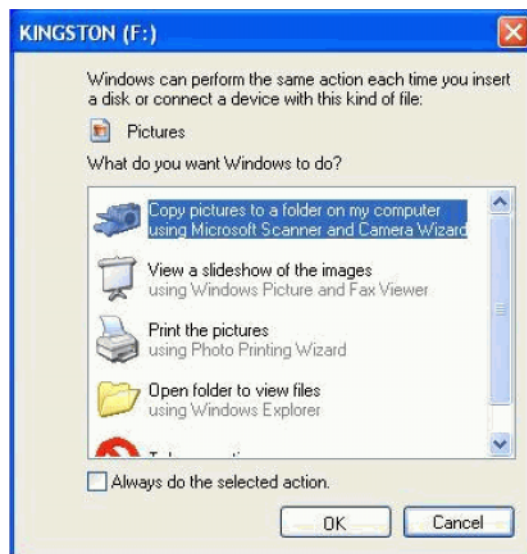 KINGSTON (F:)
Windows can perform the same action each time you insert
a disk or connect a device with this kind of file:
Pictures
What do you want Windows to do?
Copy pictures to a folder on my computer
using Microsoft Scanner and Camera Wizard
View a slideshow of the images
using Windows Picture and Fax Viewer
Print the pictures
using Photo Printing Wizard
Open folder to view files
using Windows Explorer
Always do the selected action.
OK
Cancel